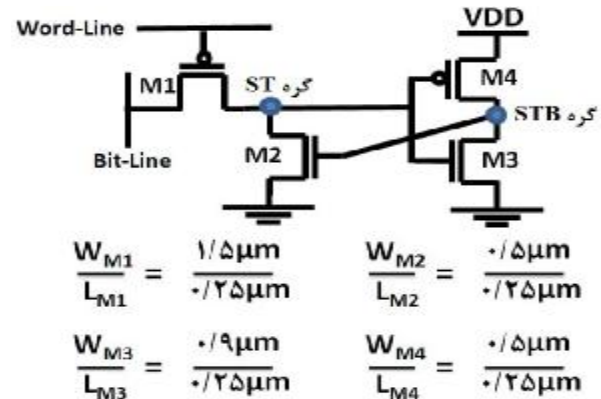 Word-Line
VDD
M1
گره ST
M4
گره STB
Bit-Line
M2
M3
W_M1 / L_M1 = ۱/۵µm / ۰/۲۵µm
W_M2 / L_M2 = ۰/۵µm / ۰/۲۵µm
W_M3 / L_M3 = ۰/۹µm / ۰/۲۵µm
W_M4 / L_M4 = ۰/۵µm / ۰/۲۵µm